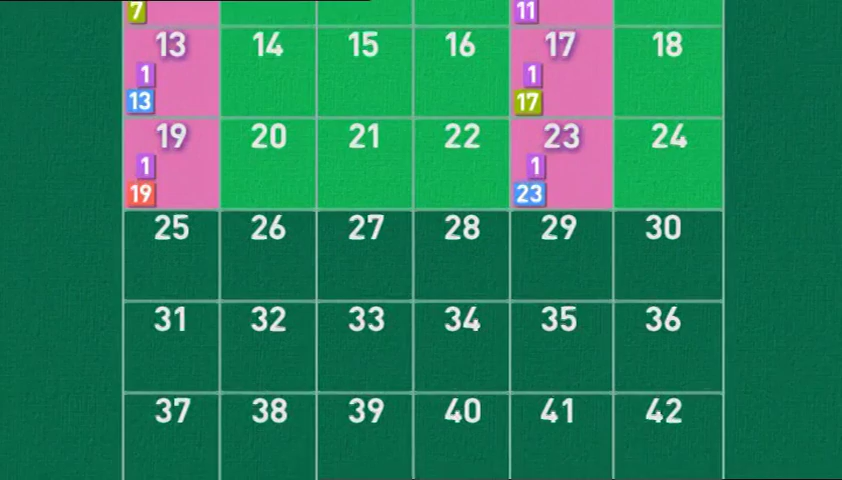 7 11
13 14 15 16 17 18
1 1
13 17
19 20 21 22 23 24
1 1
19 23
25 26 27 28 29 30
31 32 33 34 35 36
37 38 39 40 41 42